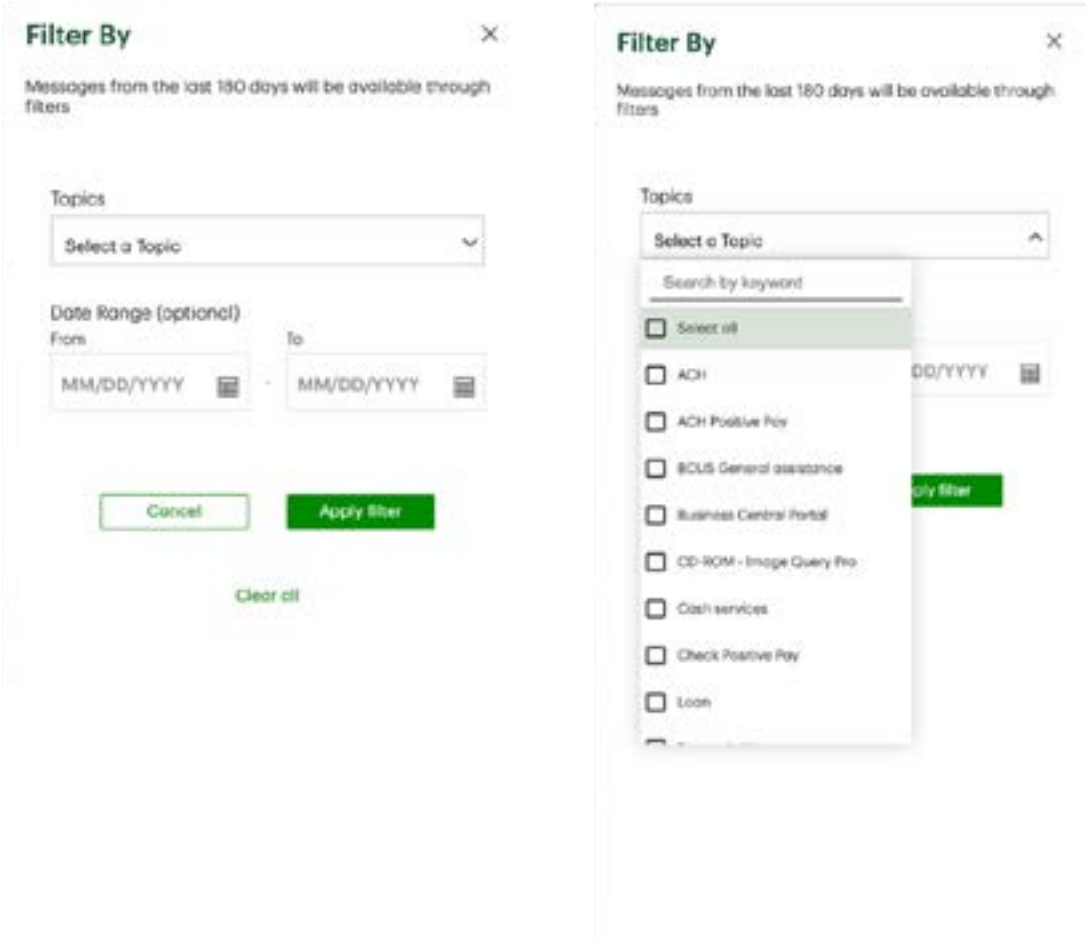 Filter By
Messages from the last 180 days will be available through
filters
Topics
Select a Topic
Date Range (optional)
From
To
MM/DD/YYYY
-
MM/DD/YYYY
Cancel
Apply filter
Clear all
Filter By
Messages from the last 180 days will be available through
filters
Topics
Select a Topic
Search by keyword
Select all
ACH
DD/YYYY
ACH Positive Pay
BCUS General assistance
ply filter
Business Central Portal
CD-ROM - Image Query Pro
Cash services
Check Positive Pay
Loan